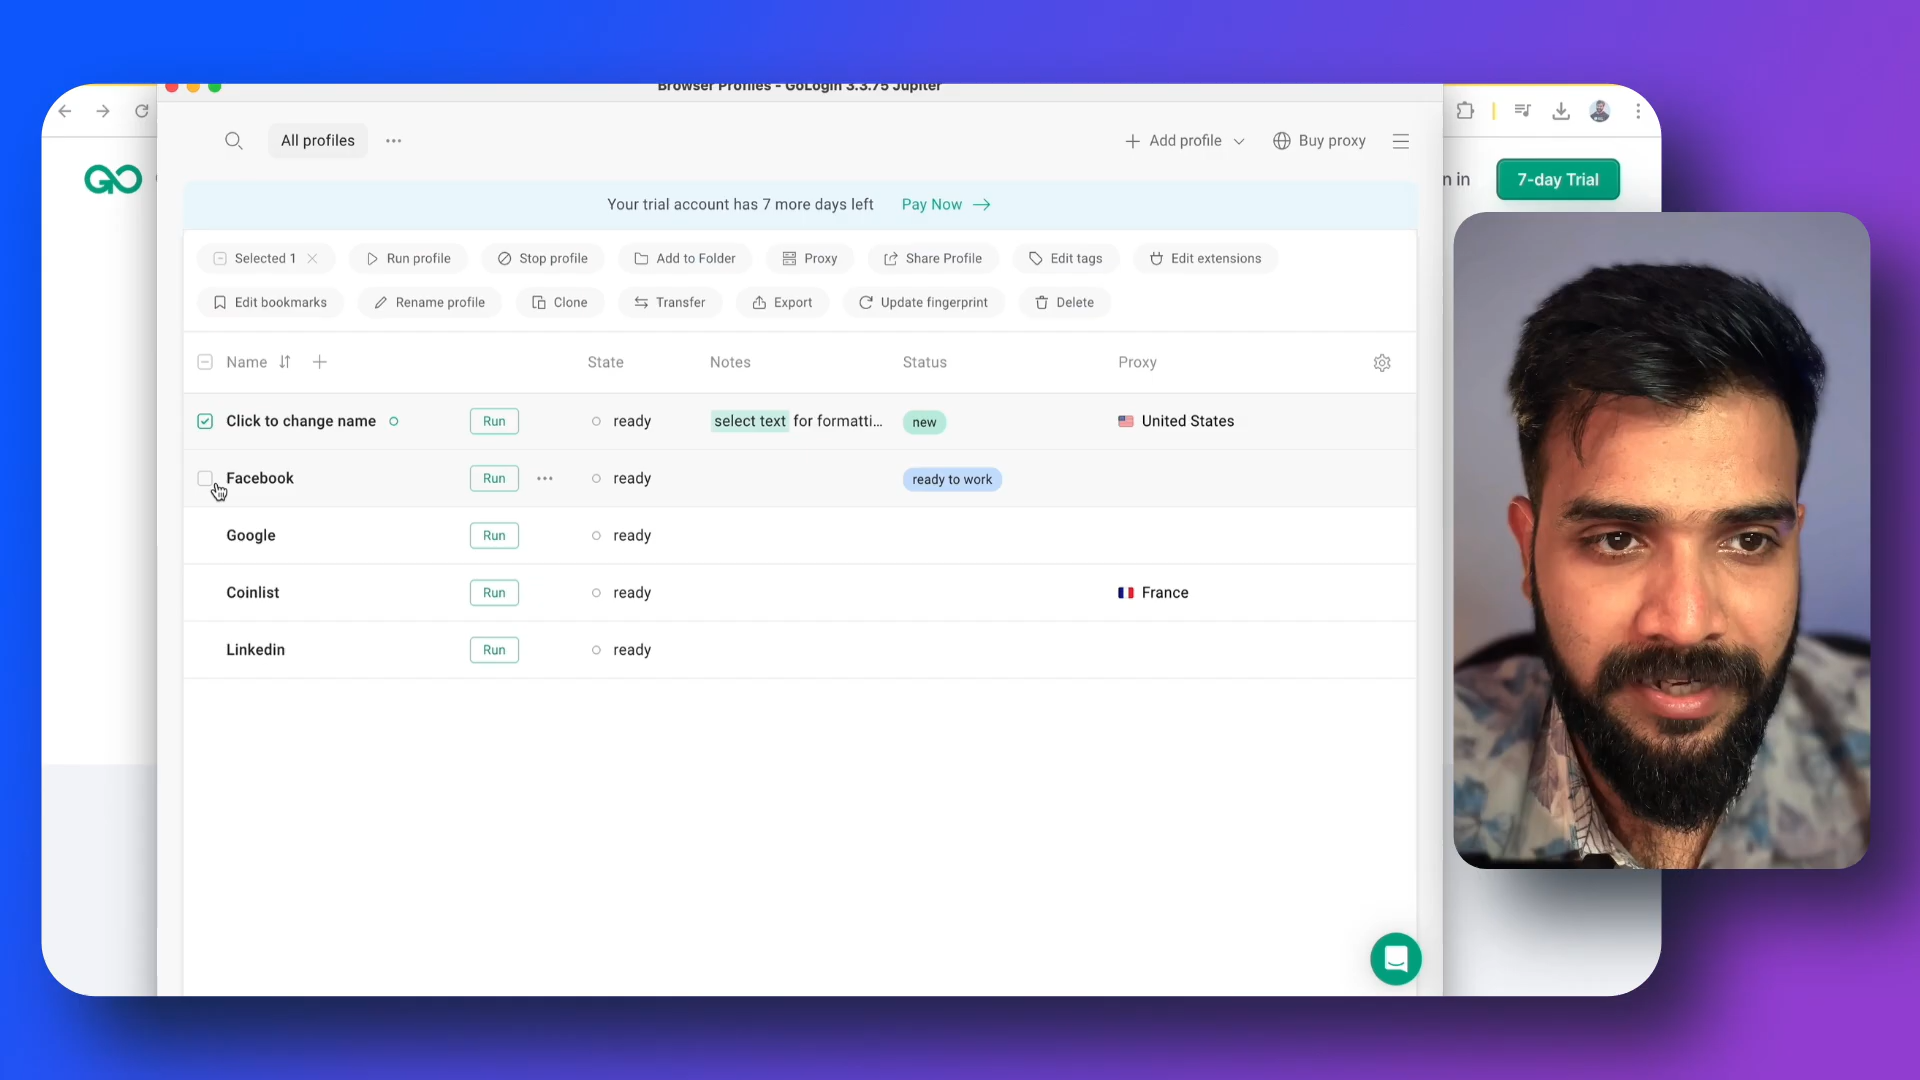 Browser Profiles - GoLogin 3.3.75 Jupiter
All profiles
Add profile
Buy proxy
n in
7-day Trial
Your trial account has 7 more days left Pay Now
Selected 1
Run profile
Stop profile
Add to Folder
Proxy
Share Profile
Edit tags
Edit extensions
Edit bookmarks
Rename profile
Clone
Transfer
Export
Update fingerprint
Delete
Name State Notes Status Proxy
Click to change name Run ready select text for formatti... new United States
Facebook Run ready ready to work
Google Run ready
Coinlist Run ready France
Linkedin Run ready